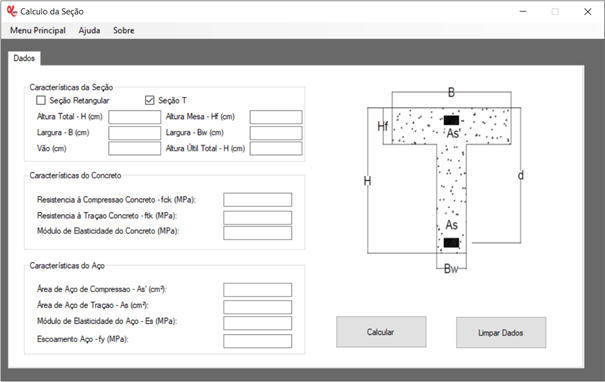 Calculo da Seção
Menu Principal Ajuda Sobre
Dados
Características da Seção
Seção Retangular Seção T
Altura Total - H (cm) Altura Mesa - Hf (cm)
Largura - B (cm) Largura - Bw (cm)
Vão (cm) Altura Útil Total - H (cm)
Características do Concreto
Resistencia à Compressao Concreto - fck (MPa):
Resistencia à Traçao Concreto - ftk (MPa):
Módulo de Elasticidade do Concreto (MPa):
Características do Aço
Área de Aço de Compressao - As' (cm²):
Área de Aço de Traçao - As (cm²):
Módulo de Elasticidade do Aço - Es (MPa):
Escoamento Aço - fy (MPa):
B
Hf
As'
H
d
As
Bw
Calcular Limpar Dados